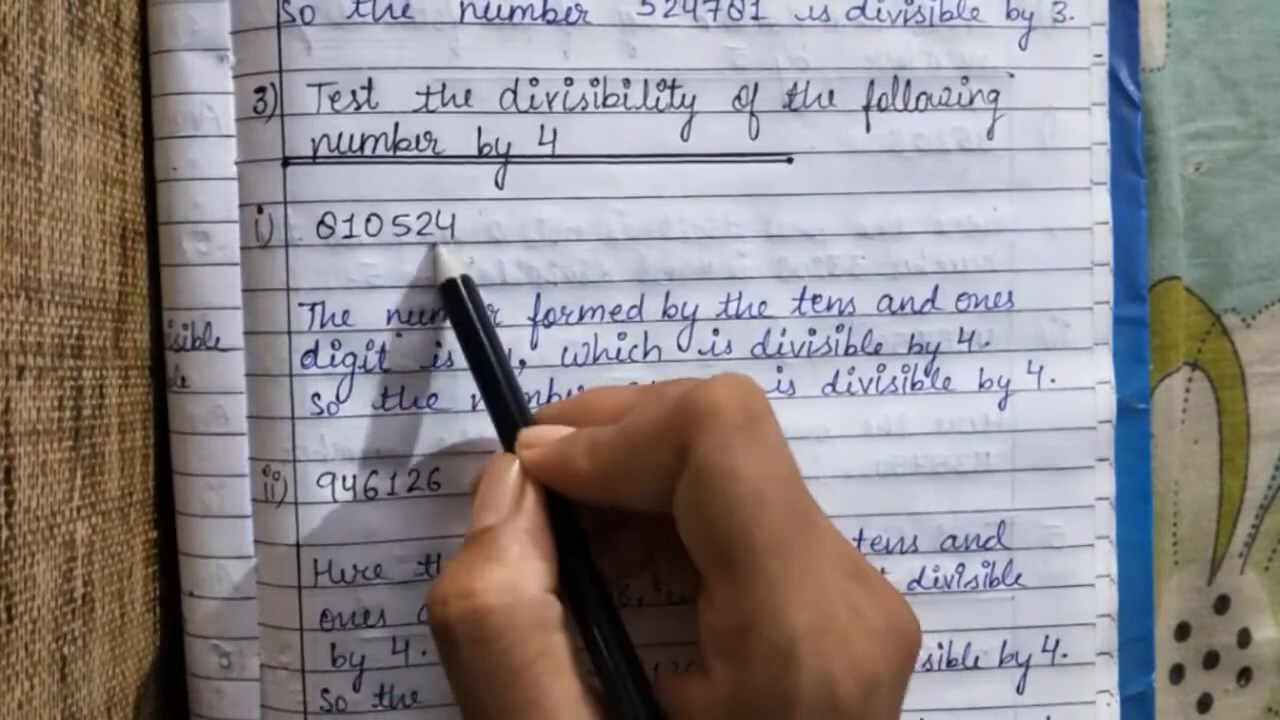 So the number 524781 is divisible by 3.
3) Test the divisibility of the following
number by 4
i) 810524
The number formed by the tens and ones
digit is which is divisible by 4.
So the is divisible by 4.
ii) 946126
Here tens and
ones divisible
by 4. by 4.
So the